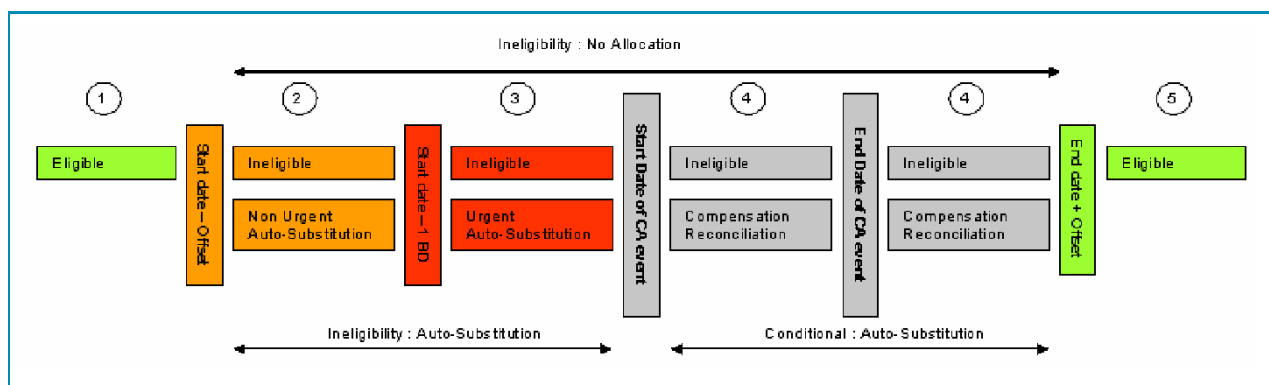 Ineligibility : No Allocation
1
2
3
4
4
5
Eligible
Start date – Offset
Ineligible
Non Urgent
Auto-Substitution
Start date – 1 BD
Ineligible
Urgent
Auto-Substitution
Start Date of CA event
Ineligible
Compensation
Reconciliation
End Date of CA event
Ineligible
Compensation
Reconciliation
End date + Offset
Eligible
Ineligibility : Auto-Substitution
Conditional : Auto-Substitution